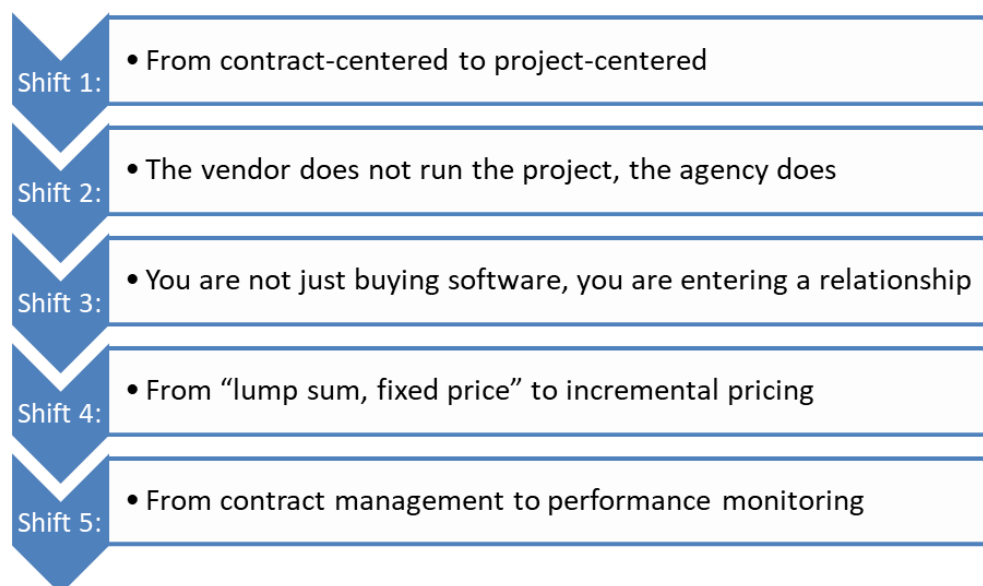 Shift 1:
• From contract-centered to project-centered
Shift 2:
• The vendor does not run the project, the agency does
Shift 3:
• You are not just buying software, you are entering a relationship
Shift 4:
• From “lump sum, fixed price” to incremental pricing
Shift 5:
• From contract management to performance monitoring